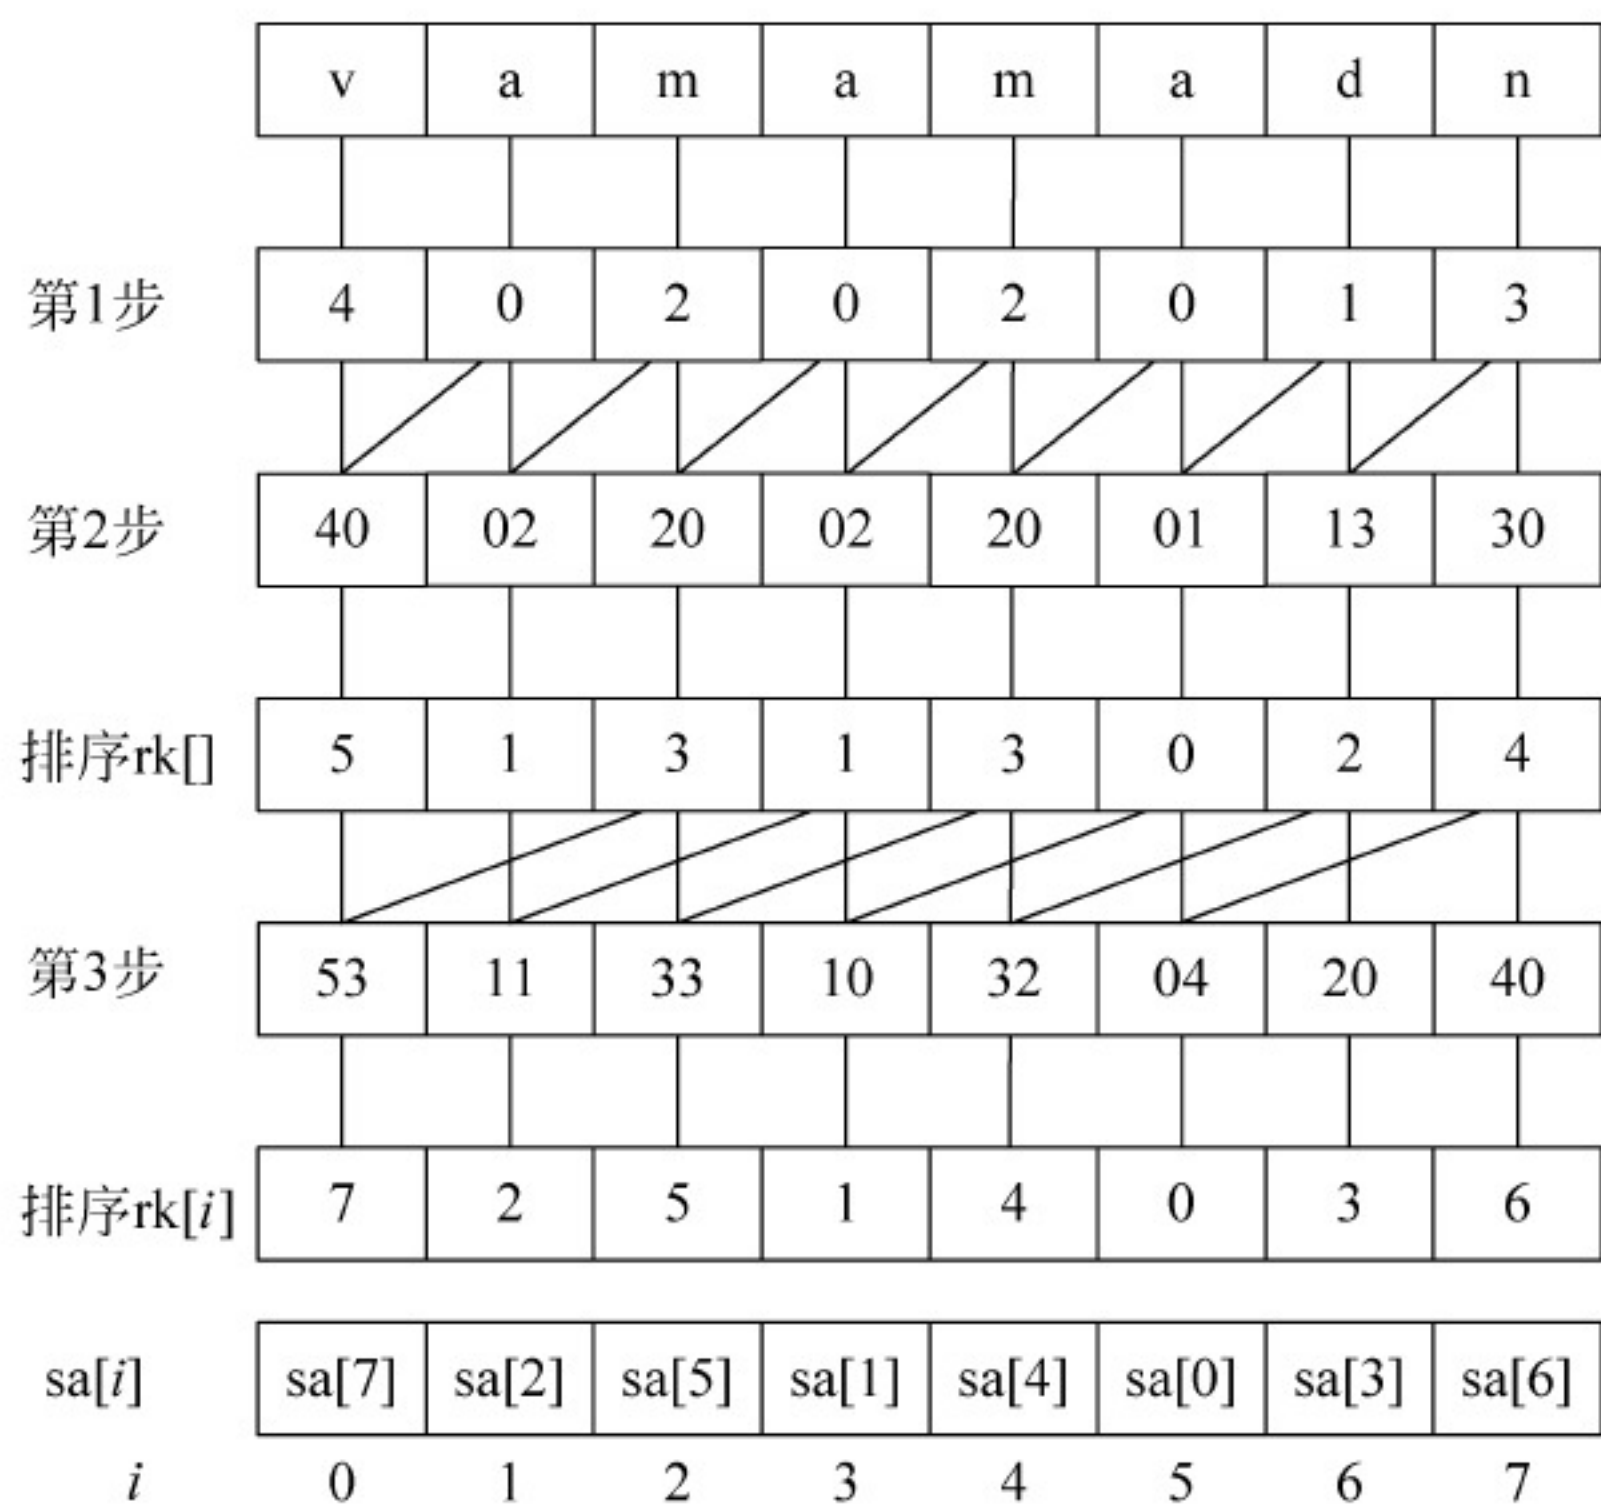 v a m a m a d n
第1步 4 0 2 0 2 0 1 3
第2步 40 02 20 02 20 01 13 30
排序rk[] 5 1 3 1 3 0 2 4
第3步 53 11 33 10 32 04 20 40
排序rk[i] 7 2 5 1 4 0 3 6
sa[i] sa[7] sa[2] sa[5] sa[1] sa[4] sa[0] sa[3] sa[6]
i 0 1 2 3 4 5 6 7